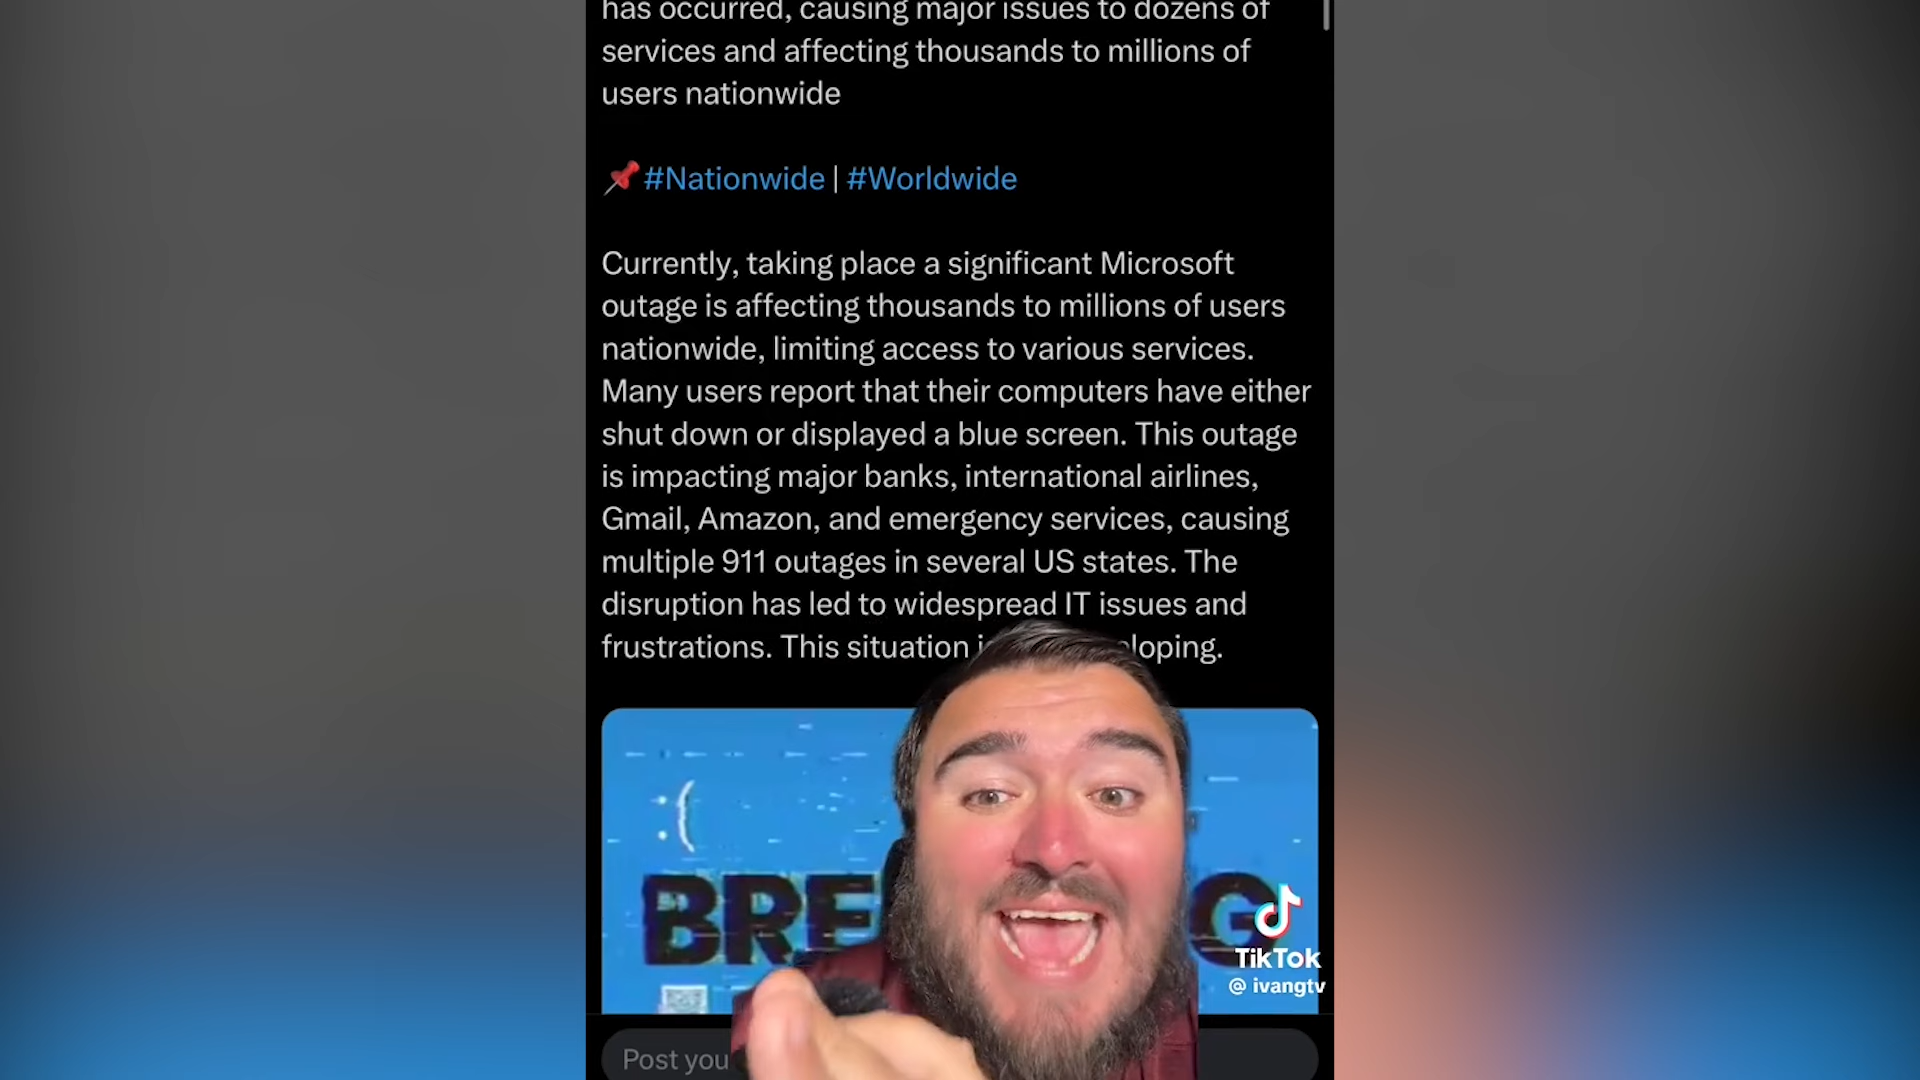 has occurred, causing major issues to dozens of
services and affecting thousands to millions of
users nationwide
#Nationwide | #Worldwide
Currently, taking place a significant Microsoft
outage is affecting thousands to millions of users
nationwide, limiting access to various services.
Many users report that their computers have either
shut down or displayed a blue screen. This outage
is impacting major banks, international airlines,
Gmail, Amazon, and emergency services, causing
multiple 911 outages in several US states. The
disruption has led to widespread IT issues and
frustrations. This situation loping.
BRE G
TikTok
@ ivangtv
Post you